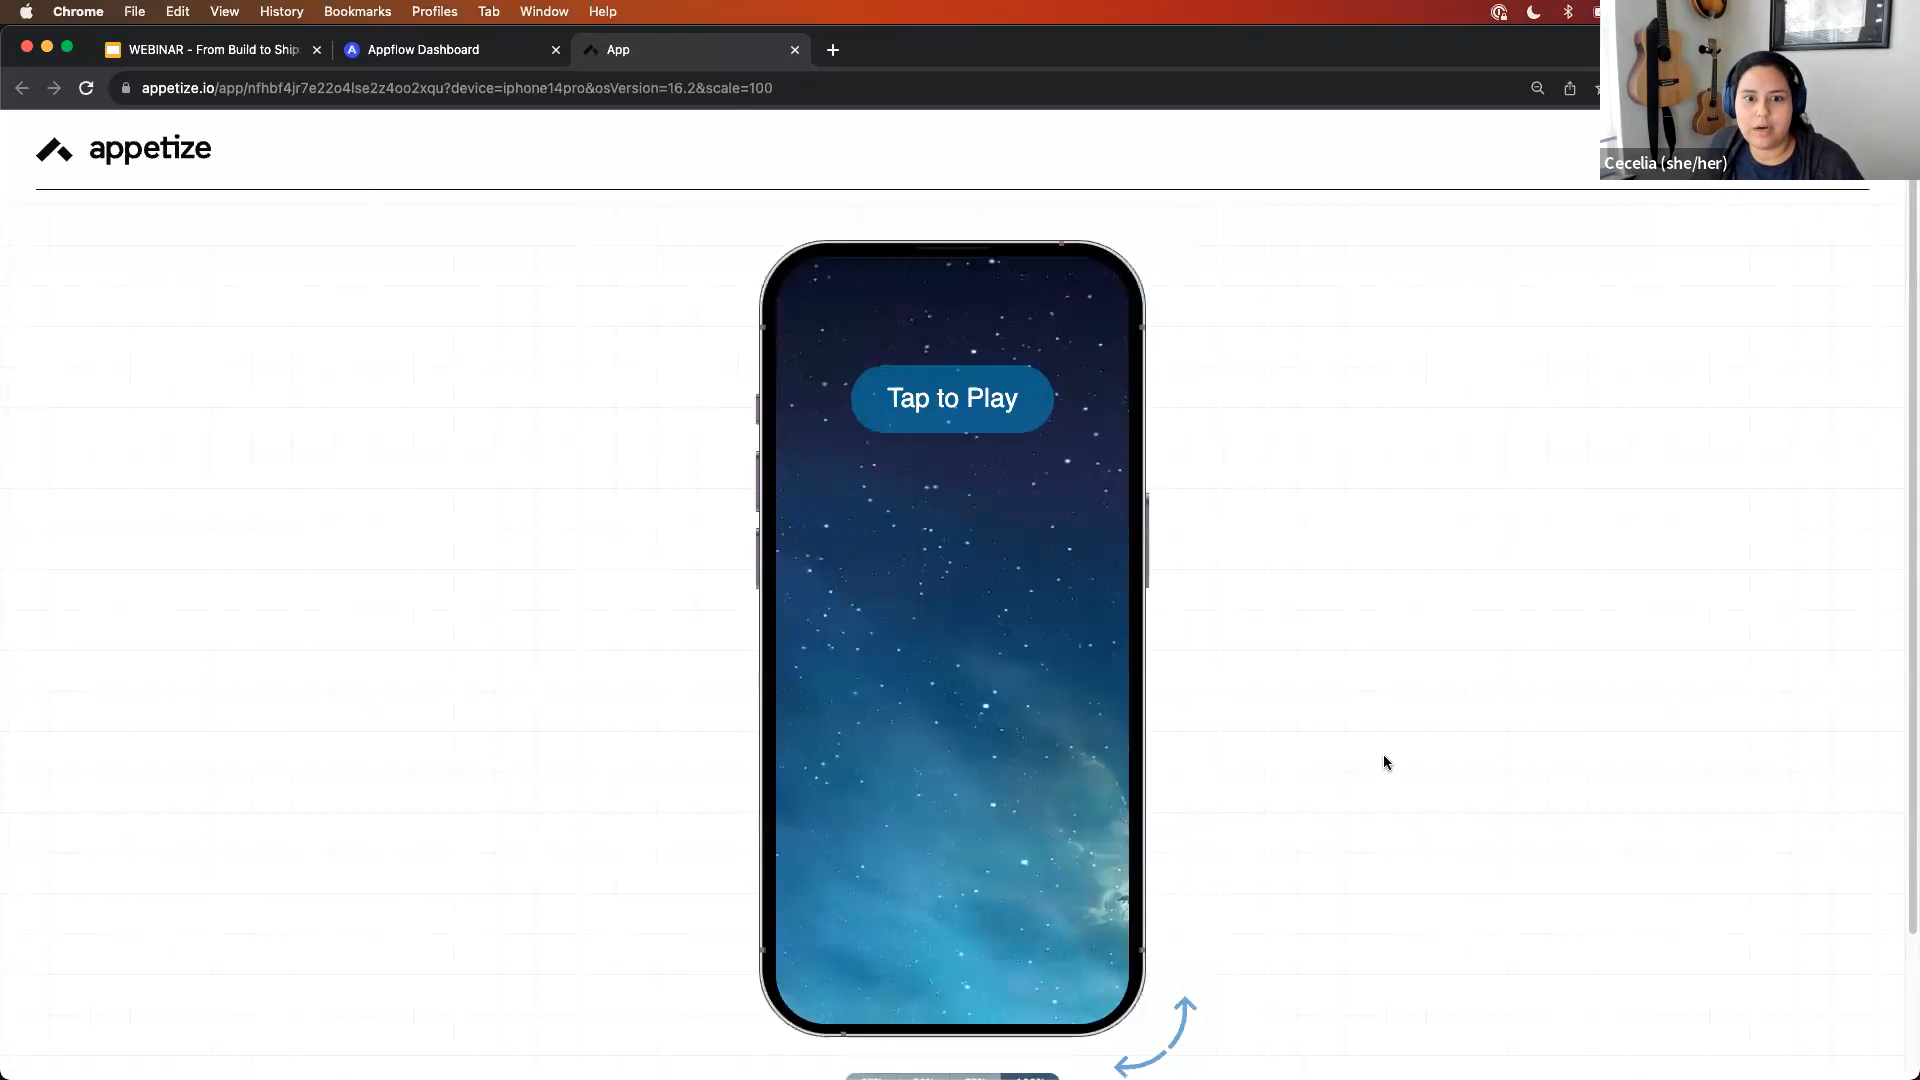 Chrome File Edit View History Bookmarks Profiles Tab Window Help
WEBINAR - From Build to Ship
Appflow Dashboard
App
appetize.io/app/nfhbf4jr7e22o4lse2z4oo2xqu?device=iphone14pro&osVersion=16.2&scale=100
appetize
Cecelia (she/her)
Tap to Play